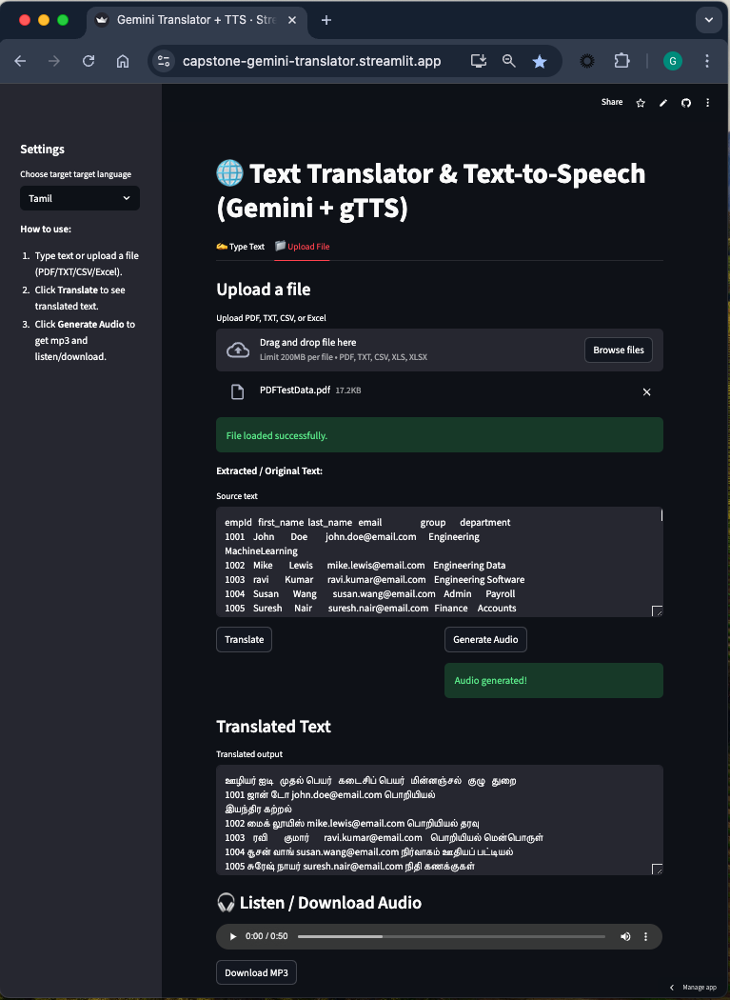 Gemini Translator + TTS · Stre
capstone-gemini-translator.streamlit.app
G
Share
Settings
Choose target target language
Tamil
How to use:
1. Type text or upload a file
(PDF/TXT/CSV/Excel).
2. Click Translate to see
translated text.
3. Click Generate Audio to
get mp3 and
listen/download.
🌐 Text Translator & Text-to-Speech
(Gemini + gTTS)
✍️ Type Text 📁 Upload File
Upload a file
Upload PDF, TXT, CSV, or Excel
Drag and drop file here
Limit 200MB per file • PDF, TXT, CSV, XLS, XLSX
Browse files
PDFTestData.pdf 17.2KB
File loaded successfully.
Extracted / Original Text:
Source text
empId first_name last_name email group department
1001 John Doe john.doe@email.com Engineering
MachineLearning
1002 Mike Lewis mike.lewis@email.com Engineering Data
1003 ravi Kumar ravi.kumar@email.com Engineering Software
1004 Susan Wang susan.wang@email.com Admin Payroll
1005 Suresh Nair suresh.nair@email.com Finance Accounts
Translate Generate Audio
Audio generated!
Translated Text
Translated output
ஊழியர் ஐடி முதல் பெயர் கடைசிப் பெயர் மின்னஞ்சல் குழு துறை
1001 ஜான் டோ john.doe@email.com பொறியியல்
இயந்திர கற்றல்
1002 மைக் லூயிஸ் mike.lewis@email.com பொறியியல் தரவு
1003 ரவி குமார் ravi.kumar@email.com பொறியியல் மென்பொருள்
1004 சூசன் வாங் susan.wang@email.com நிர்வாகம் ஊதியப் பட்டியல்
1005 சுரேஷ் நாயர் suresh.nair@email.com நிதி கணக்குகள்
🎧 Listen / Download Audio
0:00 / 0:50
Download MP3
Manage app